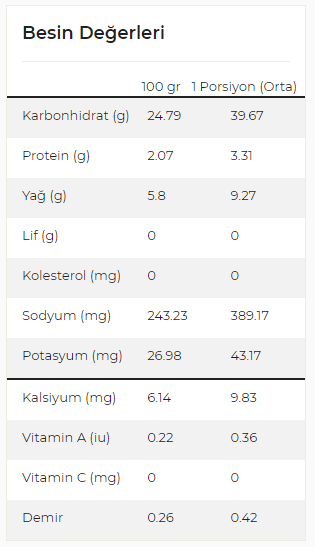 Besin Değerleri
100 gr 1 Porsiyon (Orta)
Karbonhidrat (g) 24.79 39.67
Protein (g) 2.07 3.31
Yağ (g) 5.8 9.27
Lif (g) 0 0
Kolesterol (mg) 0 0
Sodyum (mg) 243.23 389.17
Potasyum (mg) 26.98 43.17
Kalsiyum (mg) 6.14 9.83
Vitamin A (iu) 0.22 0.36
Vitamin C (mg) 0 0
Demir 0.26 0.42